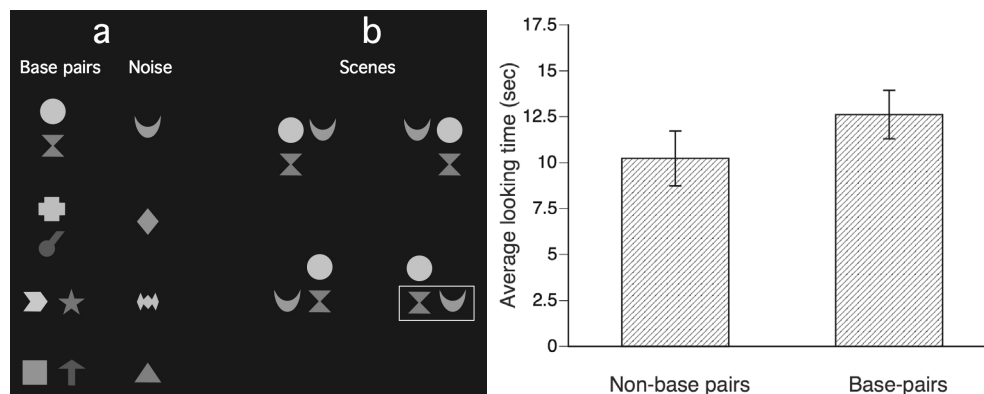 a
b
Base pairs
Noise
Scenes
Average looking time (sec)
17.5
15
12.5
10
7.5
5
2.5
0
Non-base pairs
Base-pairs